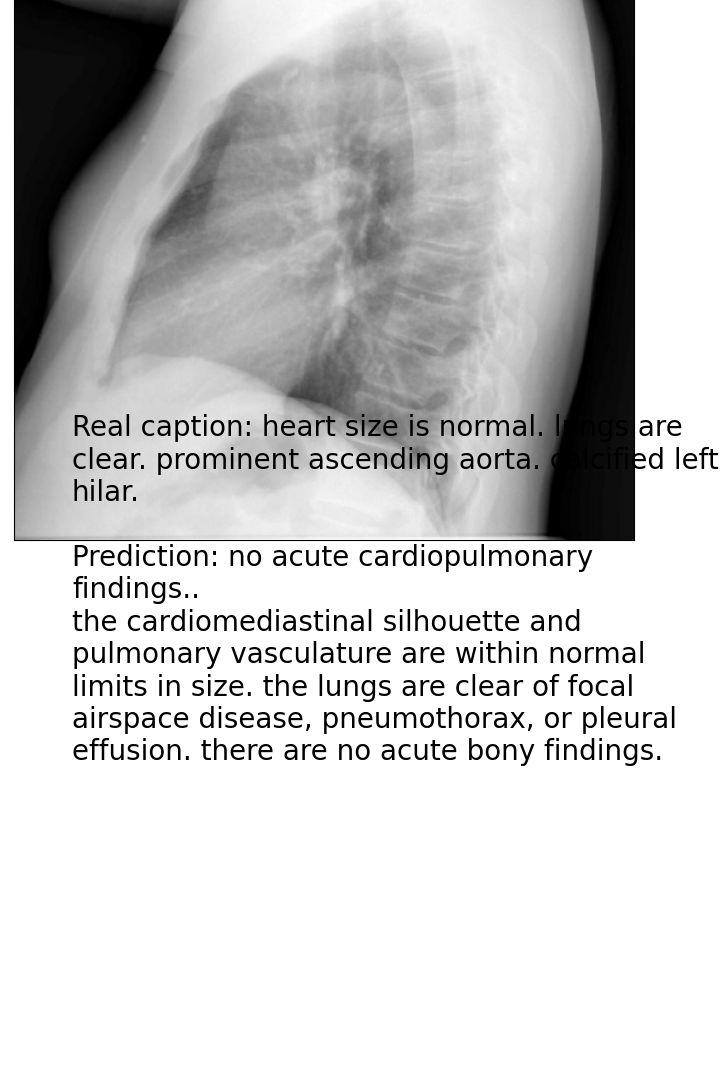 Real caption: heart size is normal. lungs are
clear. prominent ascending aorta. calcified left
hilar.
Prediction: no acute cardiopulmonary
findings..
the cardiomediastinal silhouette and
pulmonary vasculature are within normal
limits in size. the lungs are clear of focal
airspace disease, pneumothorax, or pleural
effusion. there are no acute bony findings.